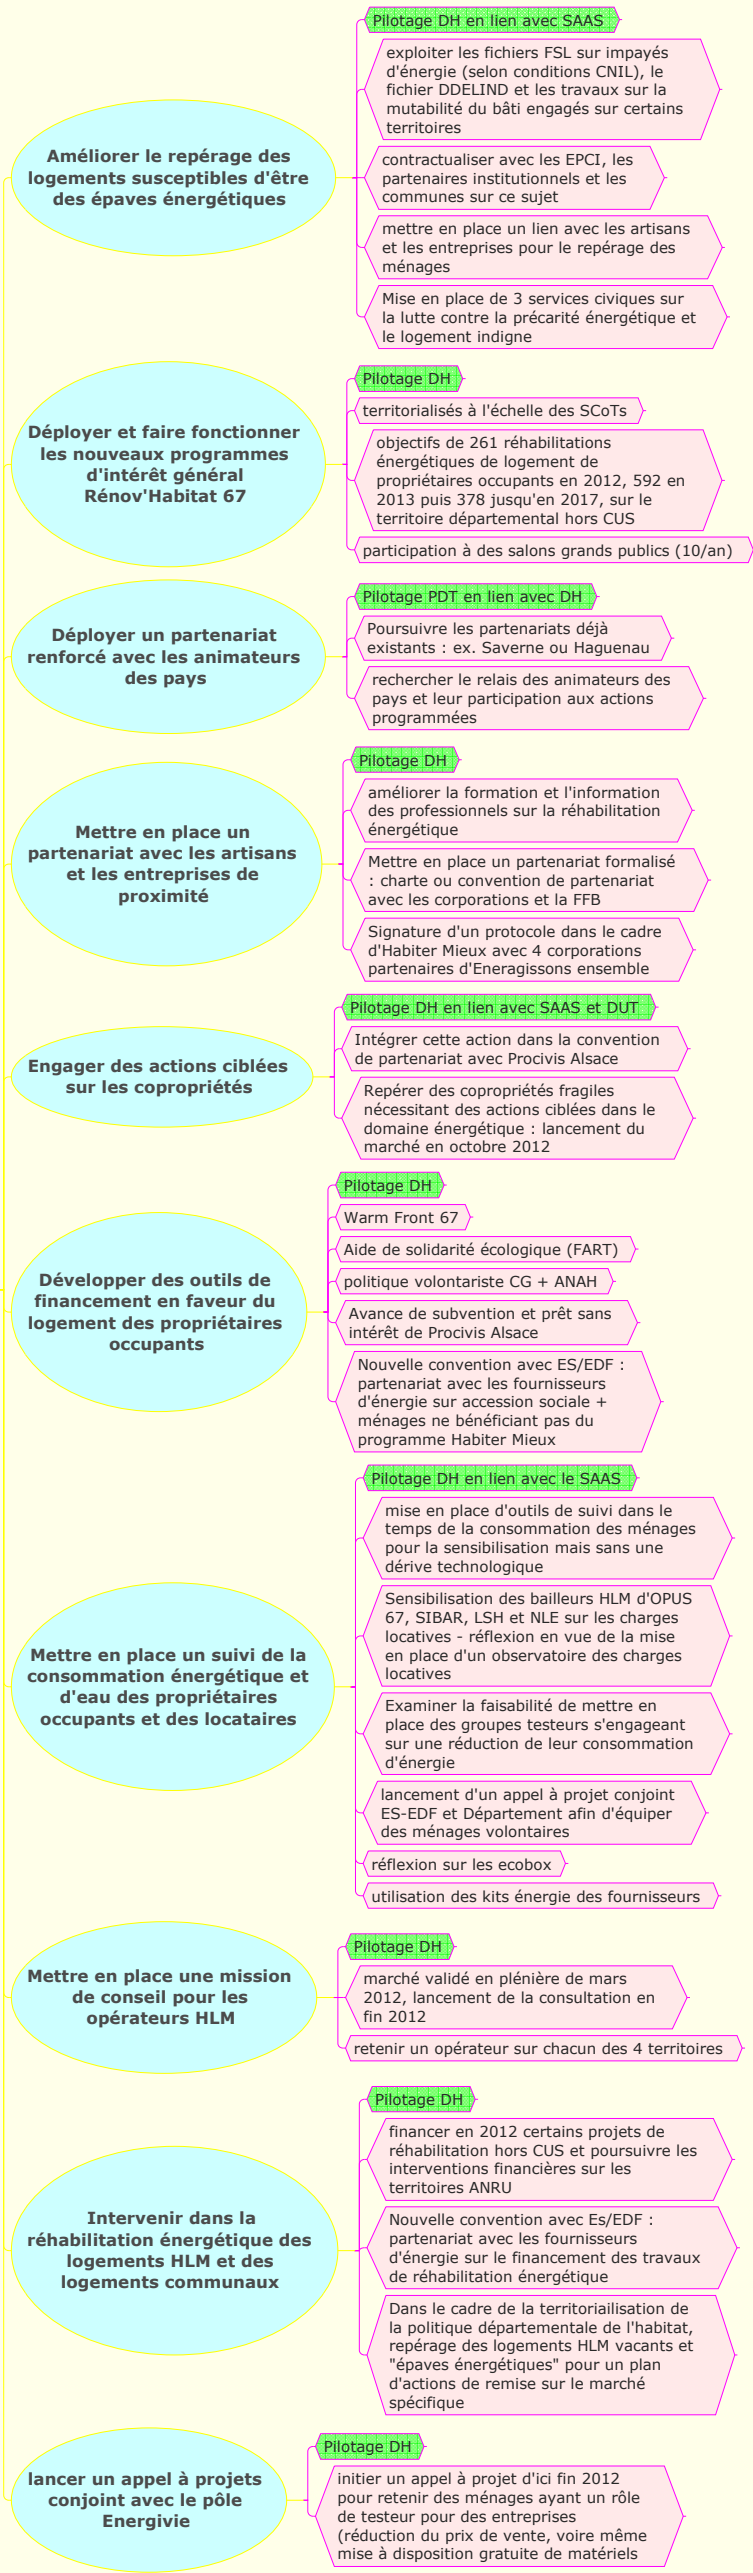 Améliorer le repérage des
logements susceptibles d'être
des épaves énergétiques
Pilotage DH en lien avec SAAS
exploiter les fichiers FSL sur impayés
d'énergie (selon conditions CNIL), le
fichier DDELIND et les travaux sur la
mutabilité du bâti engagés sur certains
territoires
contractualiser avec les EPCI, les
partenaires institutionnels et les
communes sur ce sujet
mettre en place un lien avec les artisans
et les entreprises pour le repérage des
ménages
Mise en place de 3 services civiques sur
la lutte contre la précarité énergétique et
le logement indigne
Déployer et faire fonctionner
les nouveaux programmes
d'intérêt général
Rénov'Habitat 67
Pilotage DH
territorialisés à l'échelle des SCoTs
objectifs de 261 réhabilitations
énergétiques de logement de
propriétaires occupants en 2012, 592 en
2013 puis 378 jusqu'en 2017, sur le
territoire départemental hors CUS
participation à des salons grands publics (10/an)
Déployer un partenariat
renforcé avec les animateurs
des pays
Pilotage PDT en lien avec DH
Poursuivre les partenariats déjà
existants : ex. Saverne ou Haguenau
rechercher le relais des animateurs des
pays et leur participation aux actions
programmées
Mettre en place un
partenariat avec les artisans
et les entreprises de
proximité
Pilotage DH
améliorer la formation et l'information
des professionnels sur la réhabilitation
énergétique
Mettre en place un partenariat formalisé
: charte ou convention de partenariat
avec les corporations et la FFB
Signature d'un protocole dans le cadre
d'Habiter Mieux avec 4 corporations
partenaires d'Eneragissons ensemble
Engager des actions ciblées
sur les copropriétés
Pilotage DH en lien avec SAAS et DUT
Intégrer cette action dans la convention
de partenariat avec Procivis Alsace
Repérer des copropriétés fragiles
nécessitant des actions ciblées dans le
domaine énergétique : lancement du
marché en octobre 2012
Développer des outils de
financement en faveur du
logement des propriétaires
occupants
Pilotage DH
Warm Front 67
Aide de solidarité écologique (FART)
politique volontariste CG + ANAH
Avance de subvention et prêt sans
intérêt de Procivis Alsace
Nouvelle convention avec ES/EDF :
partenariat avec les fournisseurs
d'énergie sur accession sociale +
ménages ne bénéficiant pas du
programme Habiter Mieux
Mettre en place un suivi de la
consommation énergétique et
d'eau des propriétaires
occupants et des locataires
Pilotage DH en lien avec le SAAS
mise en place d'outils de suivi dans le
temps de la consommation des ménages
pour la sensibilisation mais sans une
dérive technologique
Sensibilisation des bailleurs HLM d'OPUS
67, SIBAR, LSH et NLE sur les charges
locatives - réflexion en vue de la mise
en place d'un observatoire des charges
locatives
Examiner la faisabilité de mettre en
place des groupes testeurs s'engageant
sur une réduction de leur consommation
d'énergie
lancement d'un appel à projet conjoint
ES-EDF et Département afin d'équiper
des ménages volontaires
réflexion sur les ecobox
utilisation des kits énergie des fournisseurs
Mettre en place une mission
de conseil pour les
opérateurs HLM
Pilotage DH
marché validé en plénière de mars
2012, lancement de la consultation en
fin 2012
retenir un opérateur sur chacun des 4 territoires
Intervenir dans la
réhabilitation énergétique des
logements HLM et des
logements communaux
Pilotage DH
financer en 2012 certains projets de
réhabilitation hors CUS et poursuivre les
interventions financières sur les
territoires ANRU
Nouvelle convention avec Es/EDF :
partenariat avec les fournisseurs
d'énergie sur le financement des travaux
de réhabilitation énergétique
Dans le cadre de la territoriailisation de
la politique départementale de l'habitat,
repérage des logements HLM vacants et
"épaves énergétiques" pour un plan
d'actions de remise sur le marché
spécifique
lancer un appel à projets
conjoint avec le pôle
Energivie
Pilotage DH
initier un appel à projet d'ici fin 2012
pour retenir des ménages ayant un rôle
de testeur pour des entreprises
(réduction du prix de vente, voire même
mise à disposition gratuite de matériels